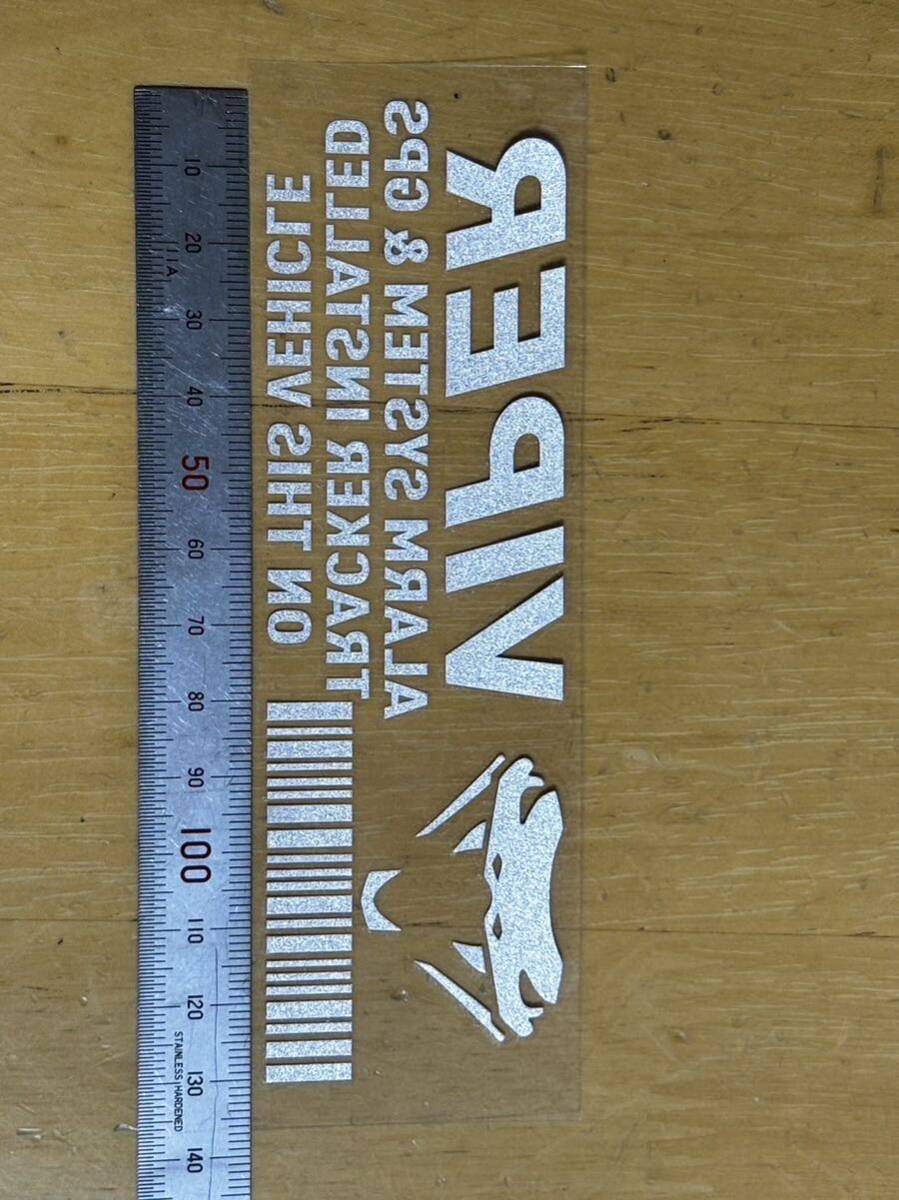 VIPER
ALARM SYSTEM & GPS
TRACKER INSTALLED
ON THIS VEHICLE
10 20 30 40 50 60 70 80 90 100 110 120 130 140
1A
STAINLESS HARDENED